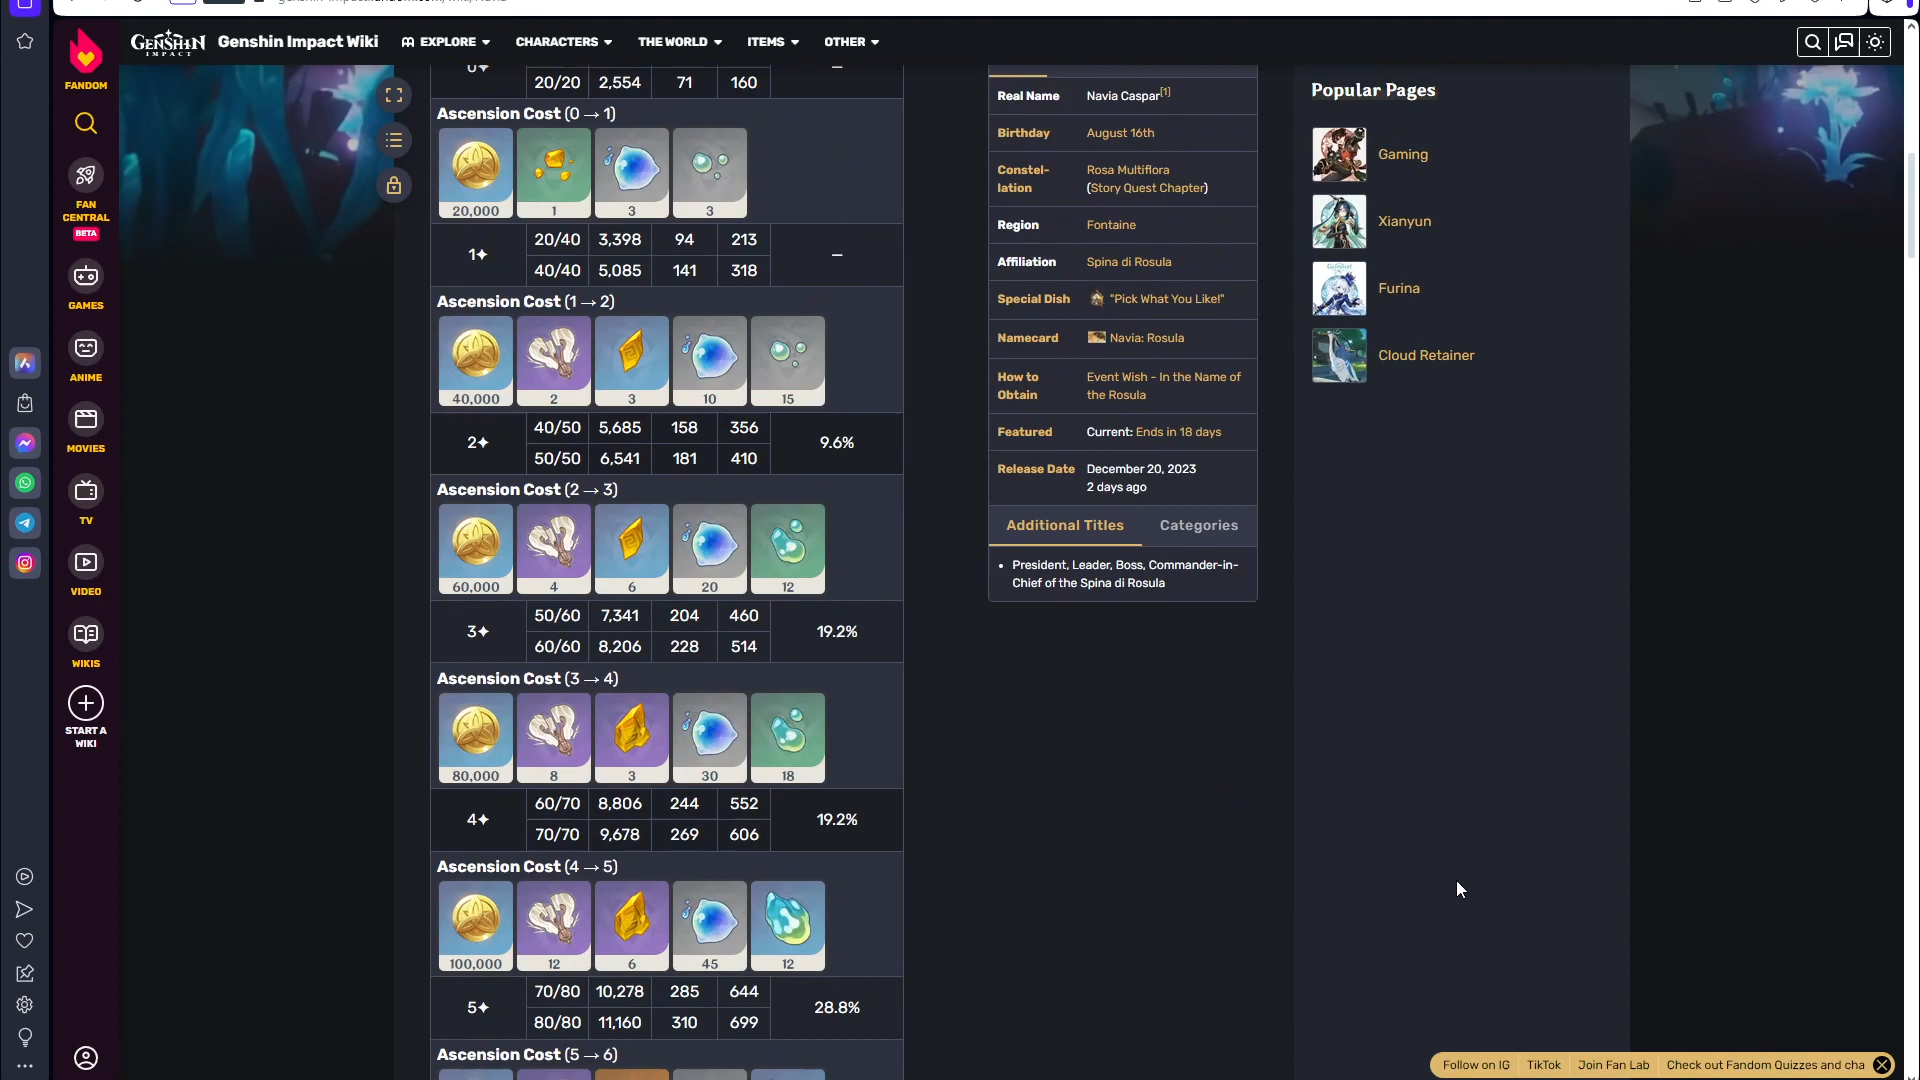 GENSHIN
IMPACT
Genshin Impact Wiki
EXPLORE
CHARACTERS
THE WORLD
ITEMS
OTHER
FANDOM
FAN
CENTRAL
BETA
GAMES
ANIME
MOVIES
TV
VIDEO
WIKIS
START A
WIKI
0✦
20/20 2,554 71 160
—
Ascension Cost (0 → 1)
20,000 1 3 3
1✦
20/40 3,398 94 213
40/40 5,085 141 318
—
Ascension Cost (1 → 2)
40,000 2 3 10 15
2✦
40/50 5,685 158 356
50/50 6,541 181 410
9.6%
Ascension Cost (2 → 3)
60,000 4 6 20 12
3✦
50/60 7,341 204 460
60/60 8,206 228 514
19.2%
Ascension Cost (3 → 4)
80,000 8 3 30 18
4✦
60/70 8,806 244 552
70/70 9,678 269 606
19.2%
Ascension Cost (4 → 5)
100,000 12 6 45 12
5✦
70/80 10,278 285 644
80/80 11,160 310 699
28.8%
Ascension Cost (5 → 6)
Real Name Navia Caspar[1]
Birthday August 16th
Constel-
lation
Rosa Multiflora
(Story Quest Chapter)
Region Fontaine
Affiliation Spina di Rosula
Special Dish "Pick What You Like!"
Namecard Navia: Rosula
How to
Obtain
Event Wish - In the Name of
the Rosula
Featured Current: Ends in 18 days
Release Date December 20, 2023
2 days ago
Additional Titles Categories
• President, Leader, Boss, Commander-in-
Chief of the Spina di Rosula
Popular Pages
Gaming
Xianyun
Furina
Cloud Retainer
Follow on IG TikTok Join Fan Lab Check out Fandom Quizzes and cha